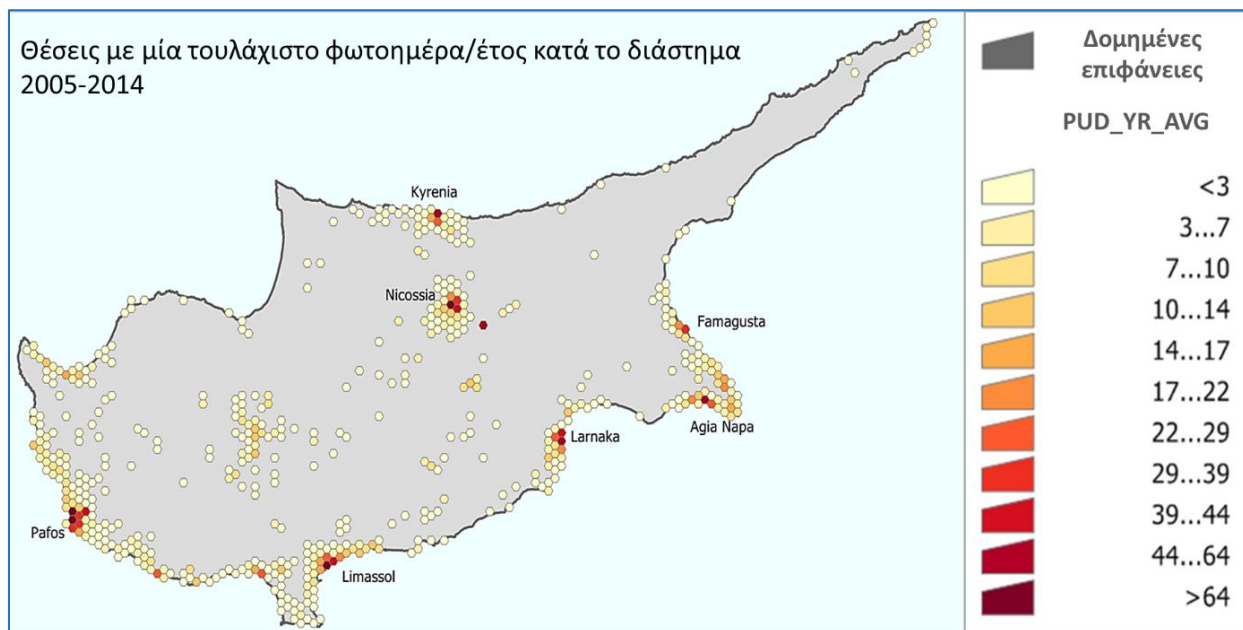 Θέσεις με μία τουλάχιστο φωτοημέρα/έτος κατά το διάστημα
2005-2014
Kyrenia
Nicossia
Famagusta
Agia Napa
Larnaka
Pafos
Limassol
Δομημένες
επιφάνειες
PUD_YR_AVG
<3
3...7
7...10
10...14
14...17
17...22
22...29
29...39
39...44
44...64
>64